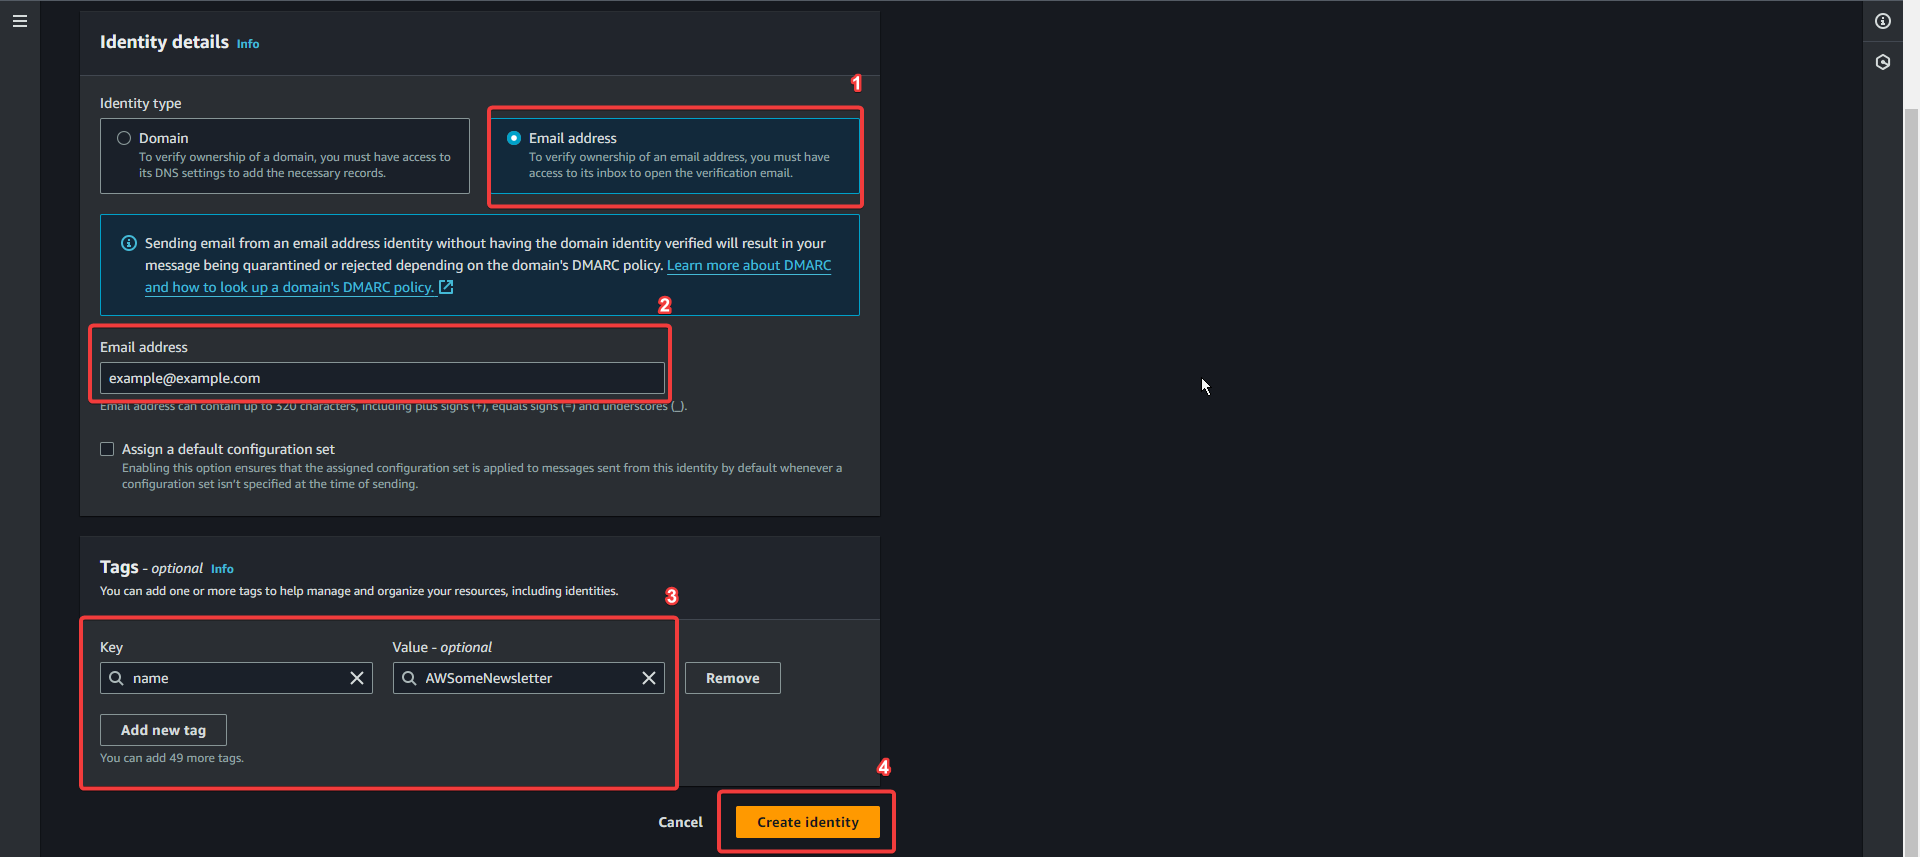 Identity details Info
1
Identity type
Domain
To verify ownership of a domain, you must have access to
its DNS settings to add the necessary records.
Email address
To verify ownership of an email address, you must have
access to its inbox to open the verification email.
Sending email from an email address identity without having the domain identity verified will result in your
message being quarantined or rejected depending on the domain's DMARC policy. Learn more about DMARC
and how to look up a domain's DMARC policy.
2
Email address
example@example.com
Email address can contain up to 320 characters, including plus signs (+), equals signs (=) and underscores (_).
Assign a default configuration set
Enabling this option ensures that the assigned configuration set is applied to messages sent from this identity by default whenever a
configuration set isn't specified at the time of sending.
Tags - optional Info
You can add one or more tags to help manage and organize your resources, including identities.
3
Key
Value - optional
name
AWSomeNewsletter
Remove
Add new tag
You can add 49 more tags.
4
Cancel
Create identity